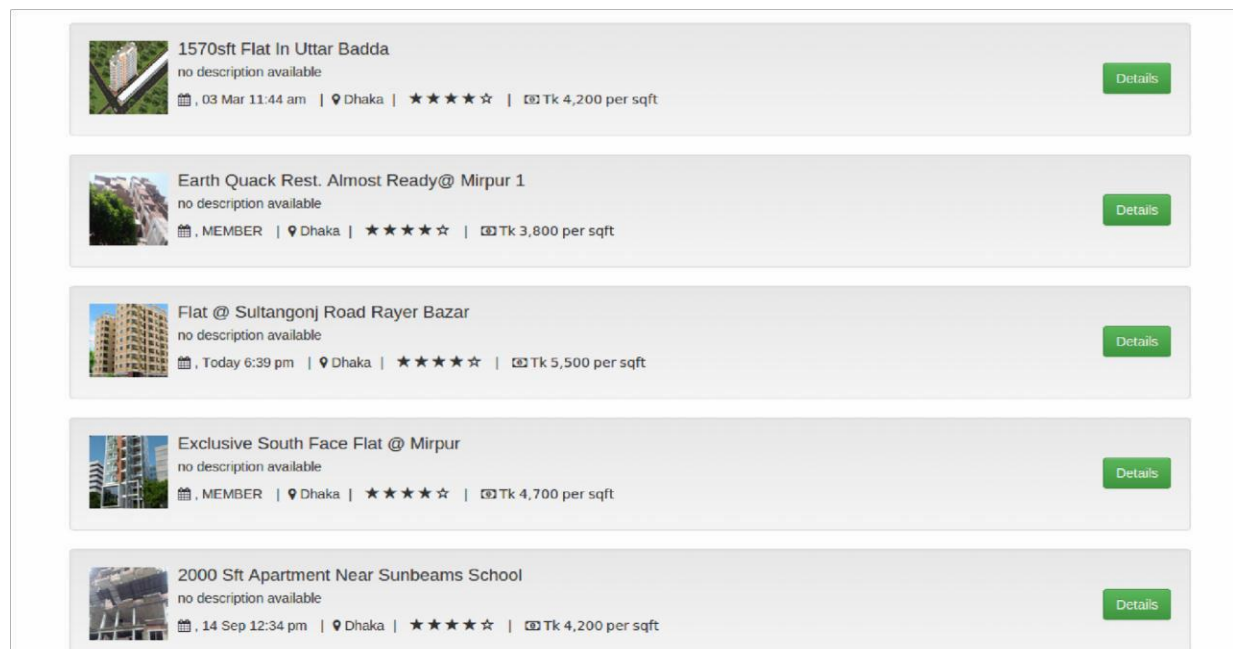 1570sft Flat In Uttar Badda
no description available
, 03 Mar 11:44 am | Dhaka | ★★★★☆ | Tk 4,200 per sqft
Details
Earth Quack Rest. Almost Ready@ Mirpur 1
no description available
, MEMBER | Dhaka | ★★★★☆ | Tk 3,800 per sqft
Details
Flat @ Sultangonj Road Rayer Bazar
no description available
, Today 6:39 pm | Dhaka | ★★★★☆ | Tk 5,500 per sqft
Details
Exclusive South Face Flat @ Mirpur
no description available
, MEMBER | Dhaka | ★★★★☆ | Tk 4,700 per sqft
Details
2000 Sft Apartment Near Sunbeams School
no description available
, 14 Sep 12:34 pm | Dhaka | ★★★★☆ | Tk 4,200 per sqft
Details